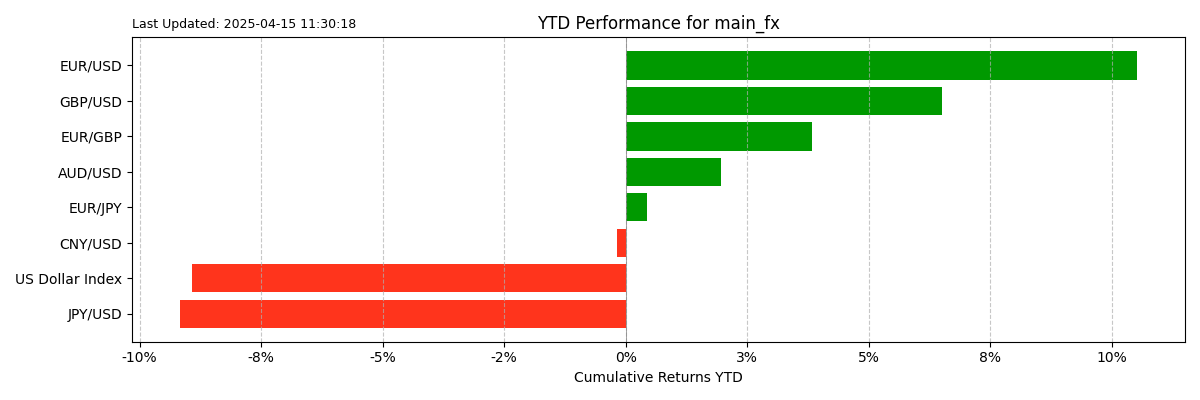 Last Updated: 2025-04-15 11:30:18
YTD Performance for main_fx
EUR/USD
GBP/USD
EUR/GBP
AUD/USD
EUR/JPY
CNY/USD
US Dollar Index
JPY/USD
-10% -8% -5% -2% 0% 3% 5% 8% 10%
Cumulative Returns YTD